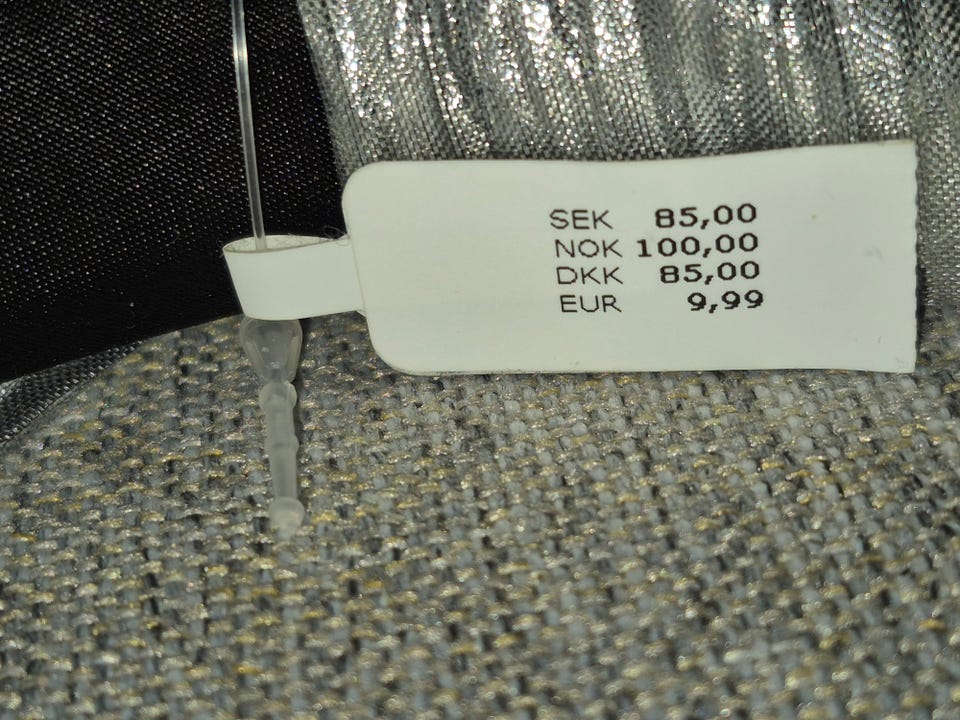 SEK 85,00
NOK 100,00
DKK 85,00
EUR 9,99